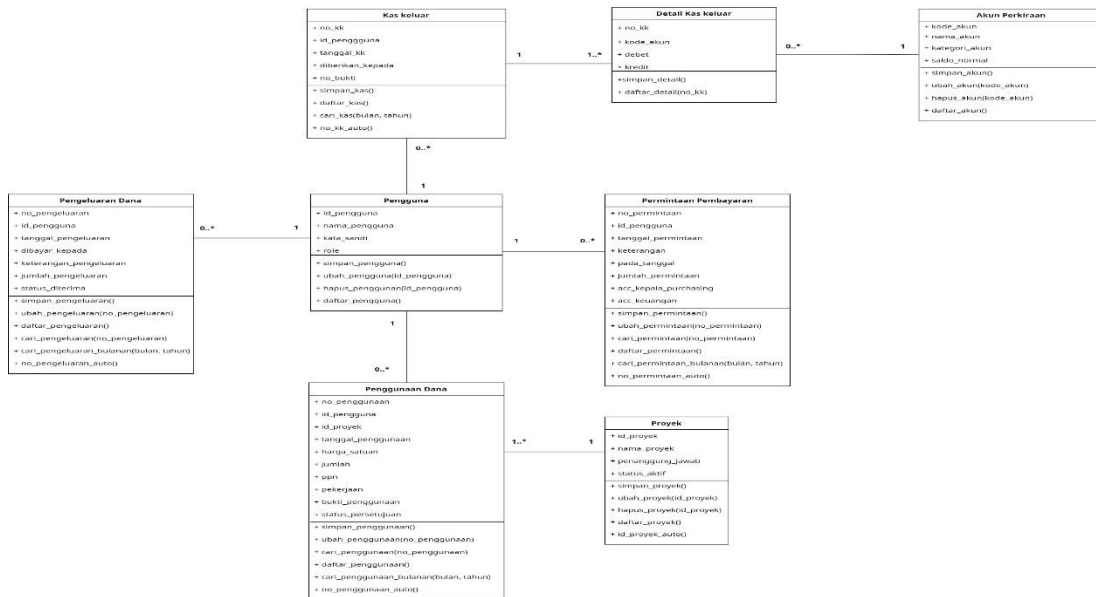 Kas keluar
+ no_kk
+ id_penggguna
+ tanggal_kk
+ diberikan_kepada
+ no_bukti
+ simpan_kas()
+ daftar_kas()
+ cari_kas(bulan, tahun)
+ no_kk_auto()
1
1..*
Detail Kas keluar
+ no_kk
+ kode_akun
+ debet
+ kredit
+simpan_detail()
+ daftar_detail(no_kk)
0..*
1
Akun Perkiraan
+ kode_akun
+ nama_akun
+ kategori_akun
+ saldo_normal
+ simpan_akun()
+ ubah_akun(kode_akun)
+ hapus_akun(kode_akun)
+ daftar_akun()
0..*
1
Pengeluaran Dana
+ no_pengeluaran
+ id_pengguna
+ tanggal_pengeluaran
+ dibayar_kepada
+ keterangan_pengeluaran
+ jumlah_pengeluaran
+ status_diterima
+ simpan_pengeluaran()
+ ubah_pengeluaran(no_pengeluaran)
+ daftar_pengeluaran()
+ cari_pengeluaran(no_pengeluaran)
+ cari_pengeluaran_bulanan(bulan, tahun)
+ no_pengeluaran_auto()
0..*
1
Pengguna
+ id_pengguna
+ nama_pengguna
+ kata_sandi
+ role
+ simpan_pengguna()
+ ubah_pengguna(id_pengguna)
+ hapus_penggunan(id_pengguna)
+ daftar_pengguna()
1
0..*
Permintaan Pembayaran
+ no_permintaan
+ id_pengguna
+ tanggal_permintaan
+ keterangan
+ pada_tanggal
+ jumlah_permintaan
+ acc_kepala_purchasing
+ acc_keuangan
+ simpan_permintaan()
+ ubah_permintaan(no_permintaan)
+ cari_permintaan(no_permintaan)
+ daftar_permintaan()
+ cari_permintaan_bulanan(bulan, tahun)
+ no_permintaan_auto()
1
0..*
Penggunaan Dana
+ no_penggunaan
+ id_pengguna
+ id_proyek
+ tanggal_penggunaan
+ harga_satuan
+ jumlah
+ ppn
+ pekerjaan
+ bukti_penggunaan
+ status_persetujuan
+ simpan_penggunaan()
+ ubah_penggunaan(no_penggunaan)
+ cari_penggunaan(no_penggunaan)
+ daftar_penggunaan()
+ cari_penggunaan_bulanan(bulan, tahun)
+ no_penggunaan_auto()
1..*
1
Proyek
+ id_proyek
+ nama_proyek
+ penanggung_jawab
+ status_aktif
+ simpan_proyek()
+ ubah_proyek(id_proyek)
+ hapus_proyek(id_proyek)
+ daftar_proyek()
+ id_proyek_auto()